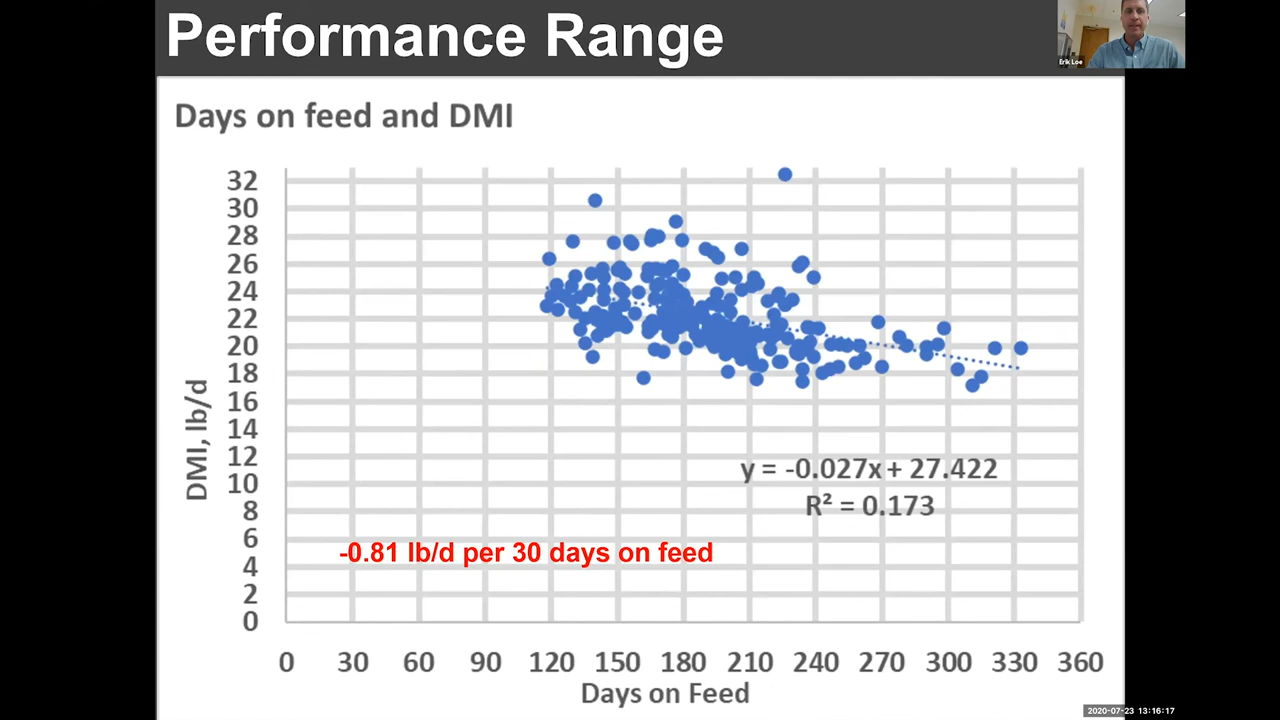 Performance Range
Erik Loe
Days on feed and DMI
32
30
28
26
24
22
20
18
16
14
12
10
8
6
4
2
0
DMI, lb/d
y = -0.027x + 27.422
R² = 0.173
-0.81 lb/d per 30 days on feed
0 30 60 90 120 150 180 210 240 270 300 330 360
Days on Feed
2020-07-23 13:16:17